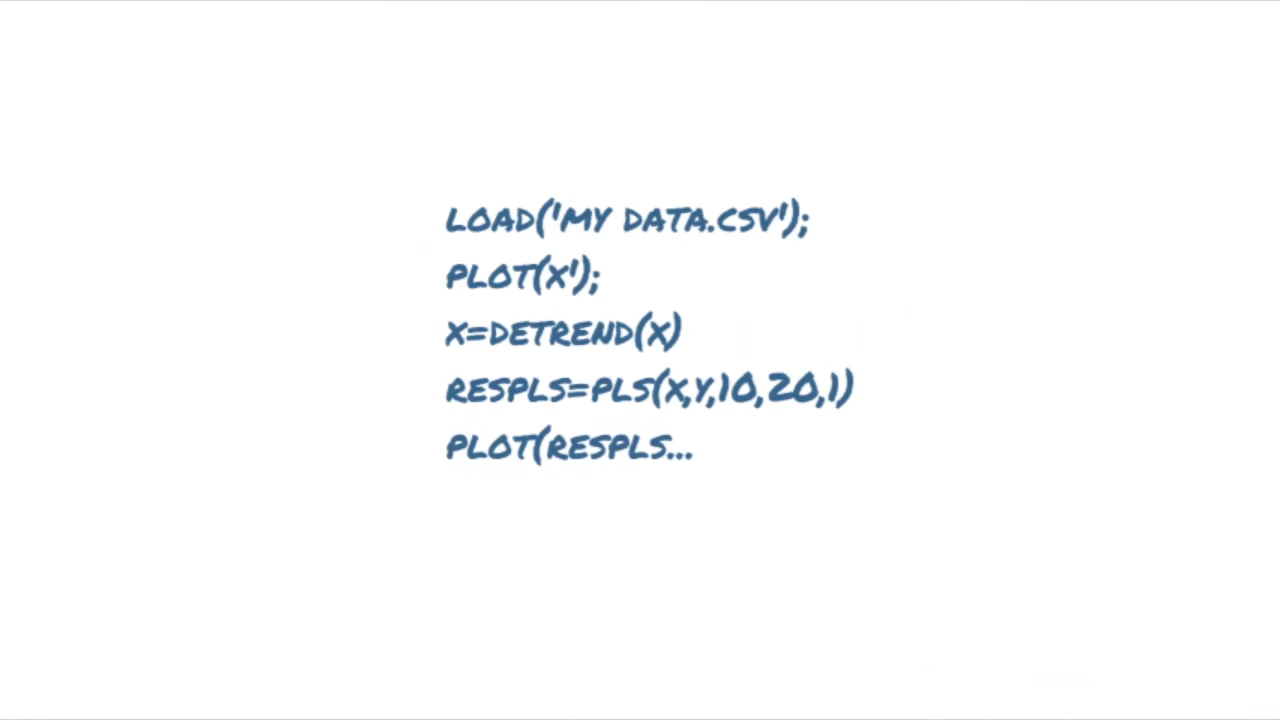 LOAD('MY DATA.CSV');
PLOT(X');
X=DETREND(X)
RESPLS=PLS(X,Y,10,20,1)
PLOT(RESPLS...